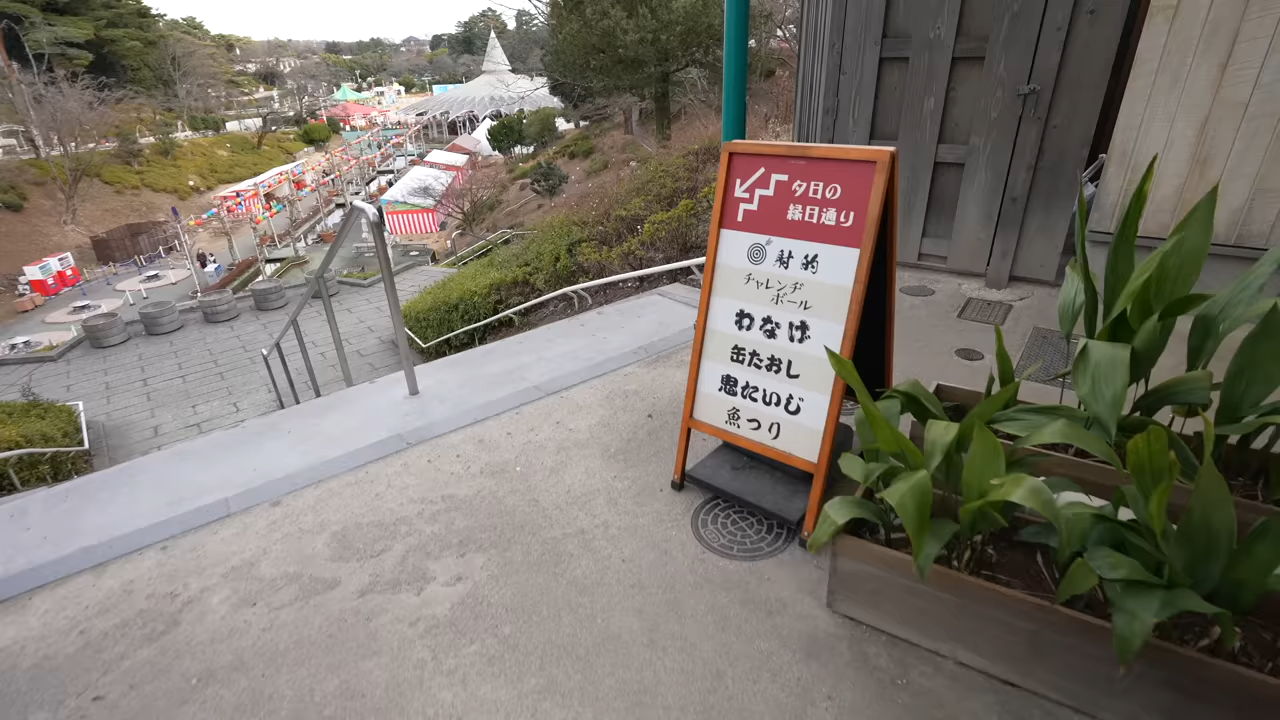 夕日の
縁日通り
射的
チャレンヂ
ボール
わなげ
缶たおし
鬼たいじ
魚つり